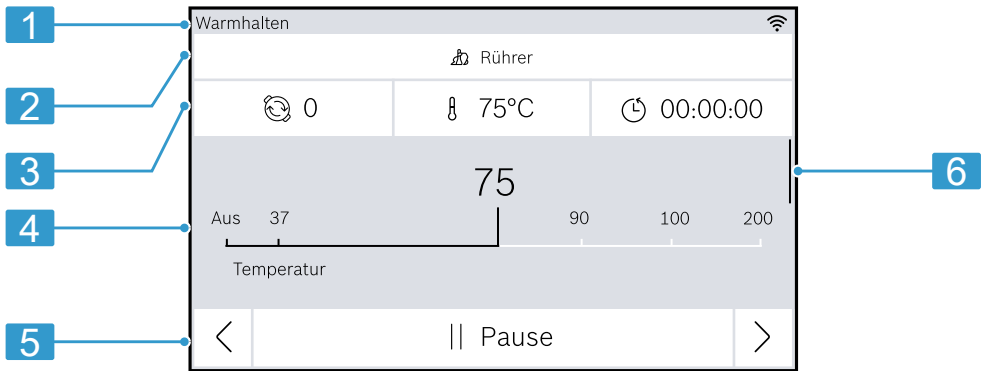 1
Warmhalten
2
Rührer
3
0 75°C 00:00:00
6
75
4
Aus 37 90 100 200
Temperatur
5
Pause